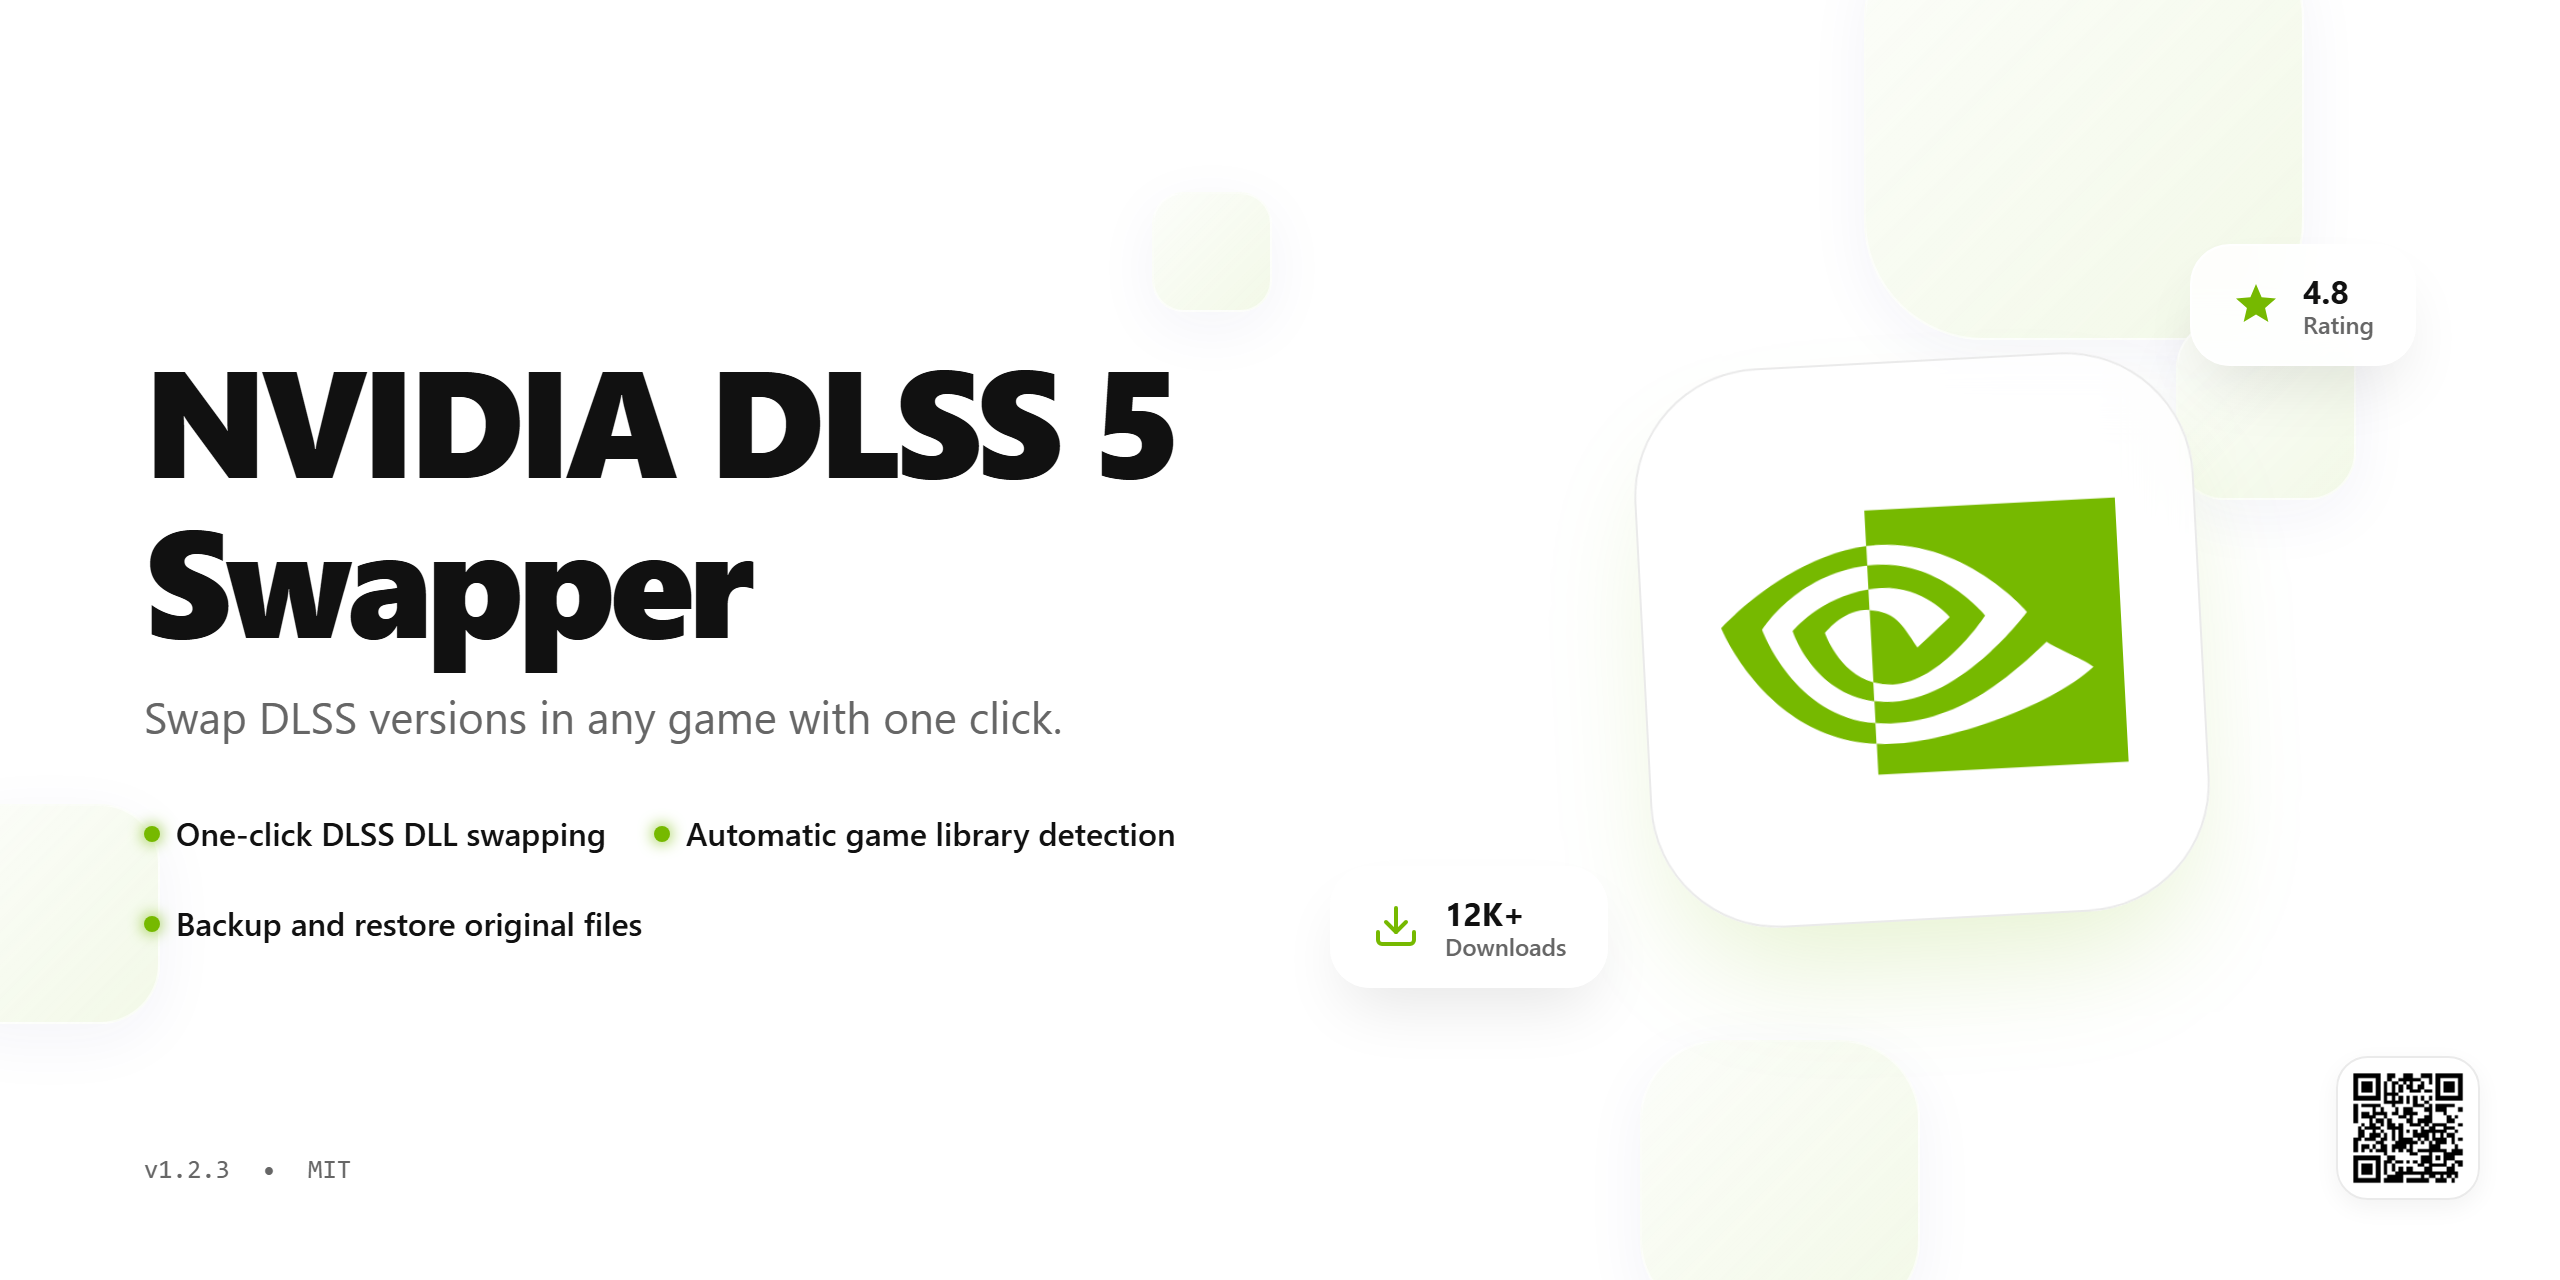 NVIDIA DLSS 5
Swapper
Swap DLSS versions in any game with one click.
One-click DLSS DLL swapping
Automatic game library detection
Backup and restore original files
v1.2.3 • MIT
4.8
Rating
12K+
Downloads